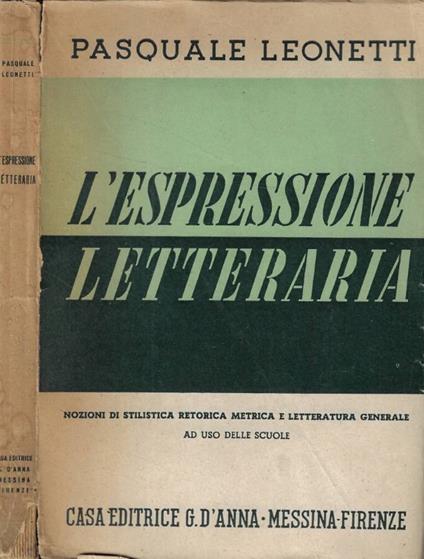 PASQUALE
LEONETTI
L'ESPRESSIONE
LETTERARIA
CASA EDITRICE
G. D'ANNA
MESSINA
FIRENZE
PASQUALE LEONETTI
L'ESPRESSIONE
LETTERARIA
NOZIONI DI STILISTICA RETORICA METRICA E LETTERATURA GENERALE
AD USO DELLE SCUOLE
CASA EDITRICE G. D'ANNA · MESSINA-FIRENZE